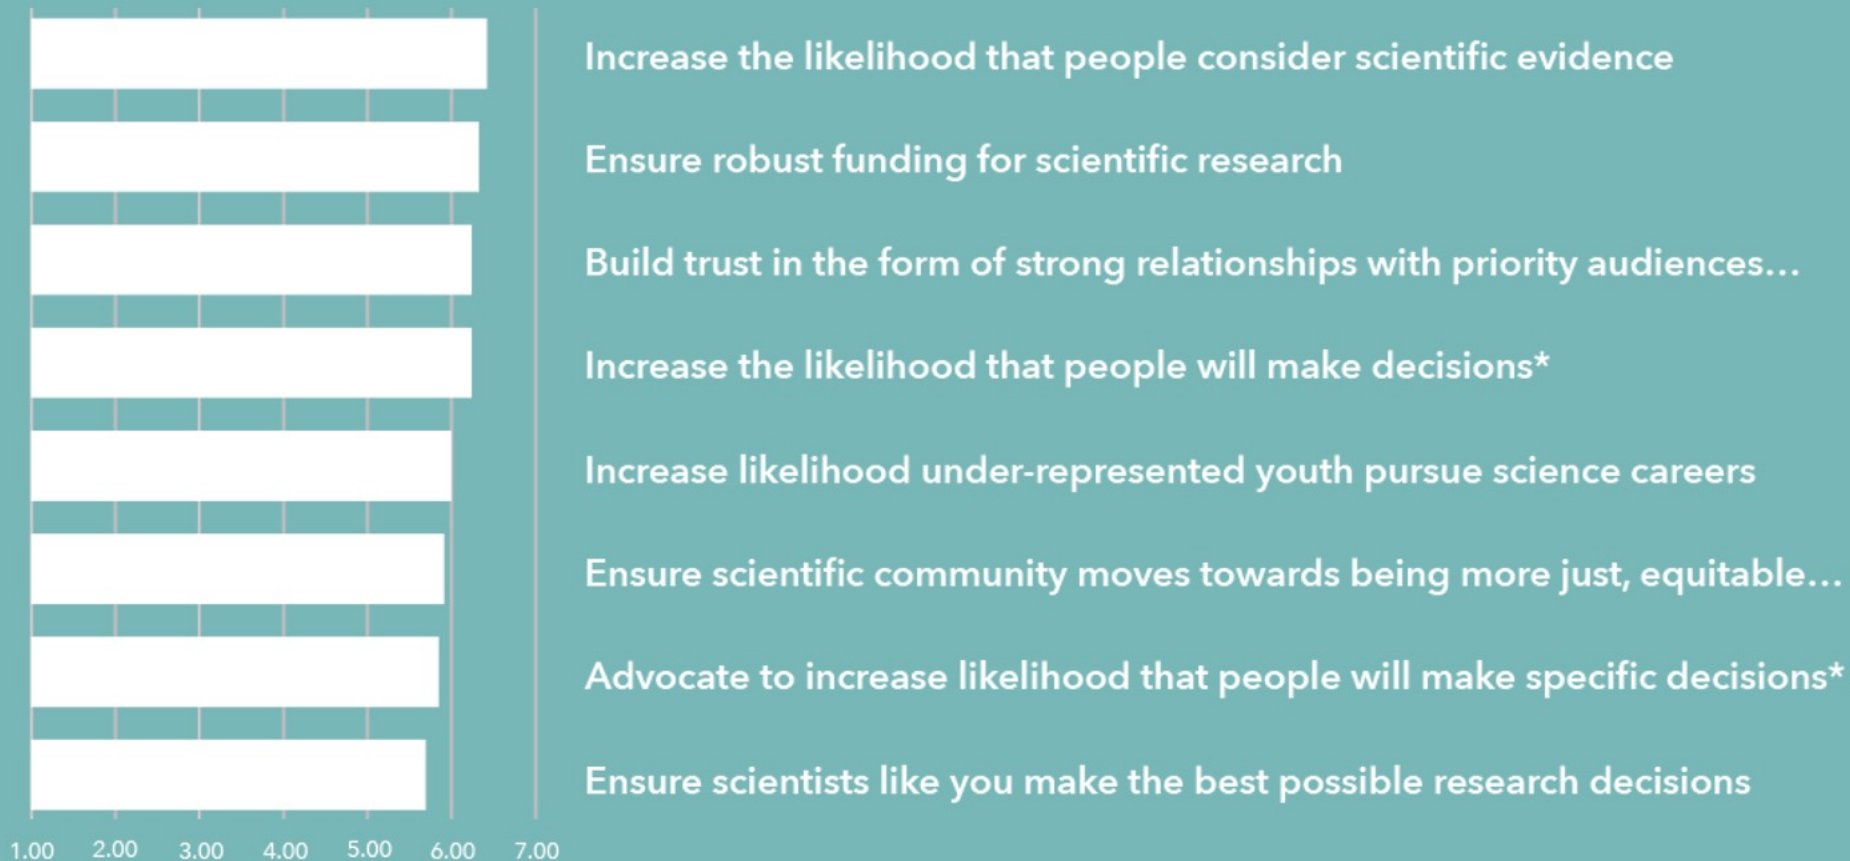 Increase the likelihood that people consider scientific evidence
Ensure robust funding for scientific research
Build trust in the form of strong relationships with priority audiences…
Increase the likelihood that people will make decisions*
Increase likelihood under-represented youth pursue science careers
Ensure scientific community moves towards being more just, equitable…
Advocate to increase likelihood that people will make specific decisions*
Ensure scientists like you make the best possible research decisions
1.00 2.00 3.00 4.00 5.00 6.00 7.00